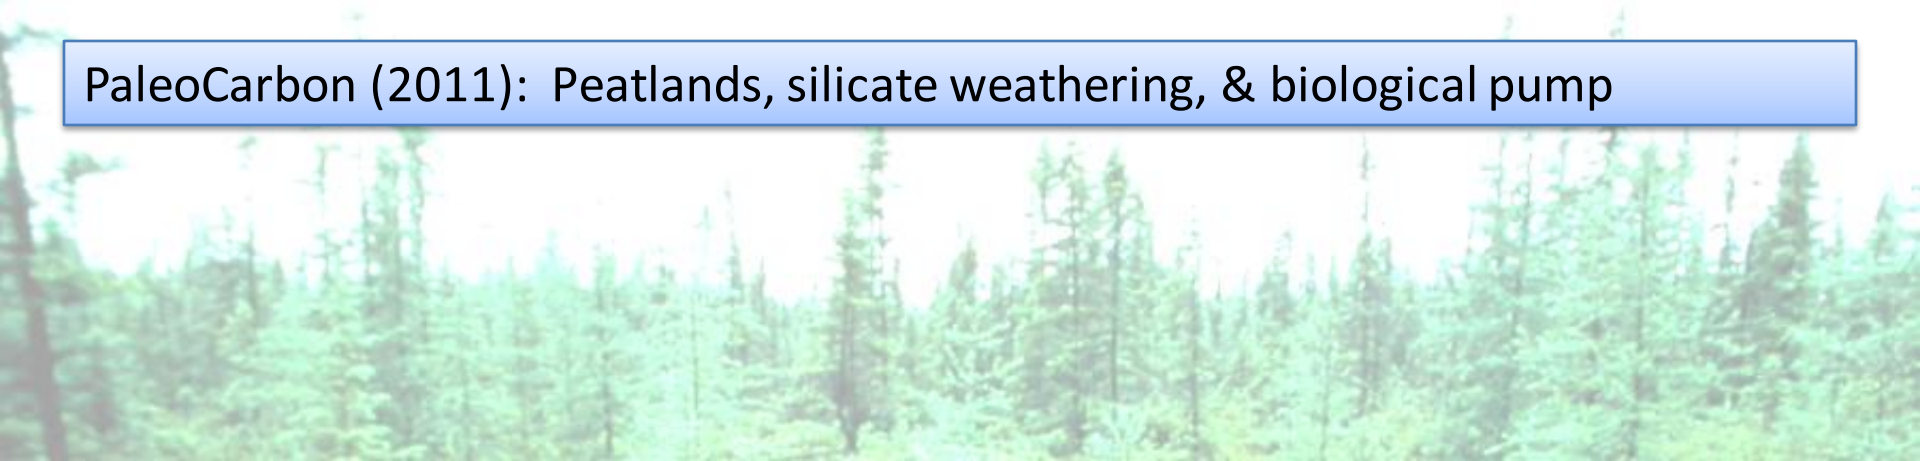 PaleoCarbon (2011):  Peatlands, silicate weathering, & biological pump